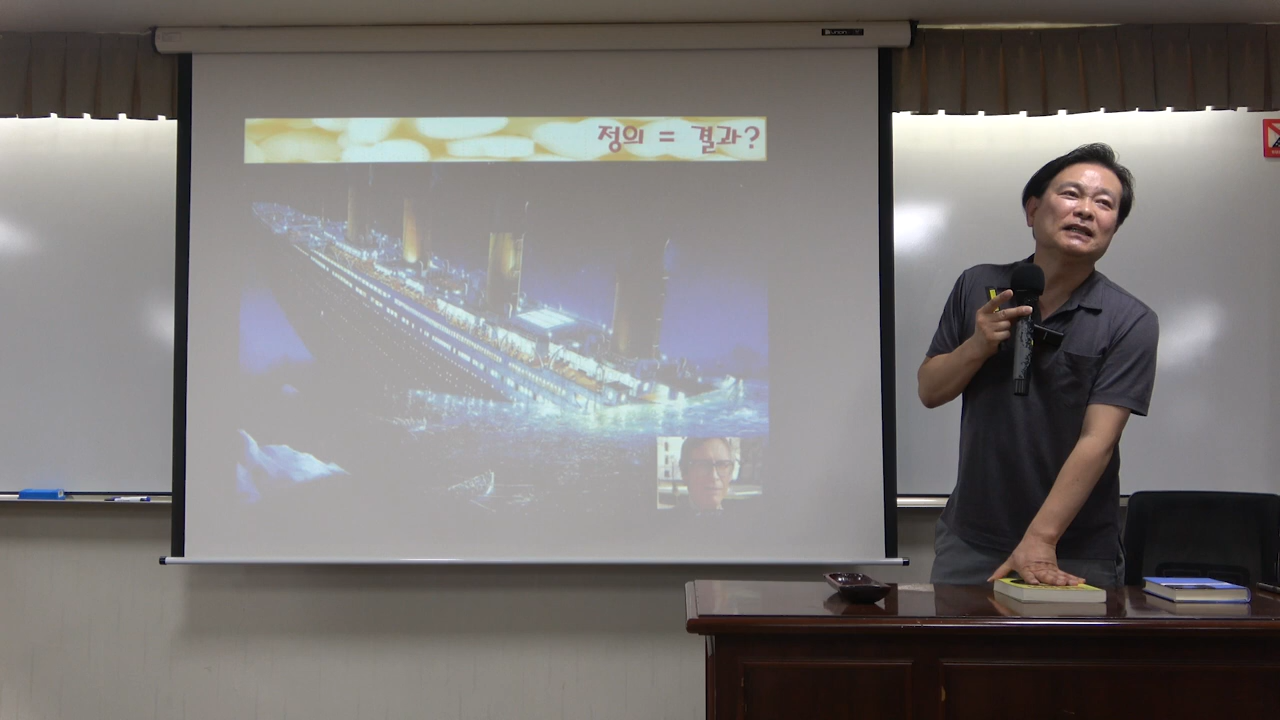 정의 = 결과?